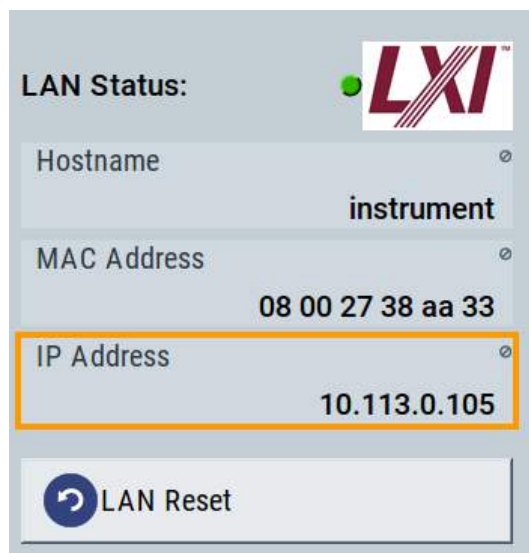 LAN Status:
LXI™
Hostname
instrument
MAC Address
08 00 27 38 aa 33
IP Address
10.113.0.105
LAN Reset